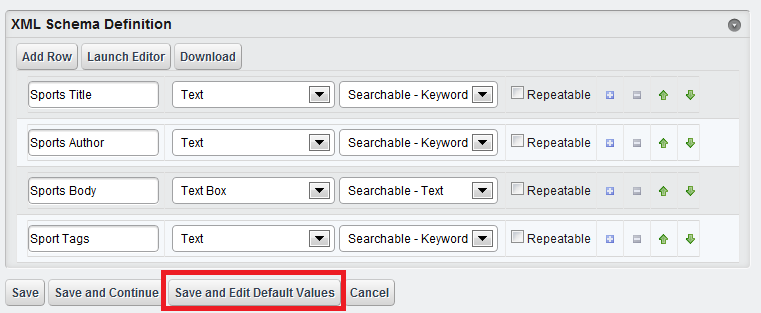 XML Schema Definition
Add Row Launch Editor Download
Sports Title Text Searchable - Keyword Repeatable
Sports Author Text Searchable - Keyword Repeatable
Sports Body Text Box Searchable - Text Repeatable
Sport Tags Text Searchable - Keyword Repeatable
Save Save and Continue Save and Edit Default Values Cancel